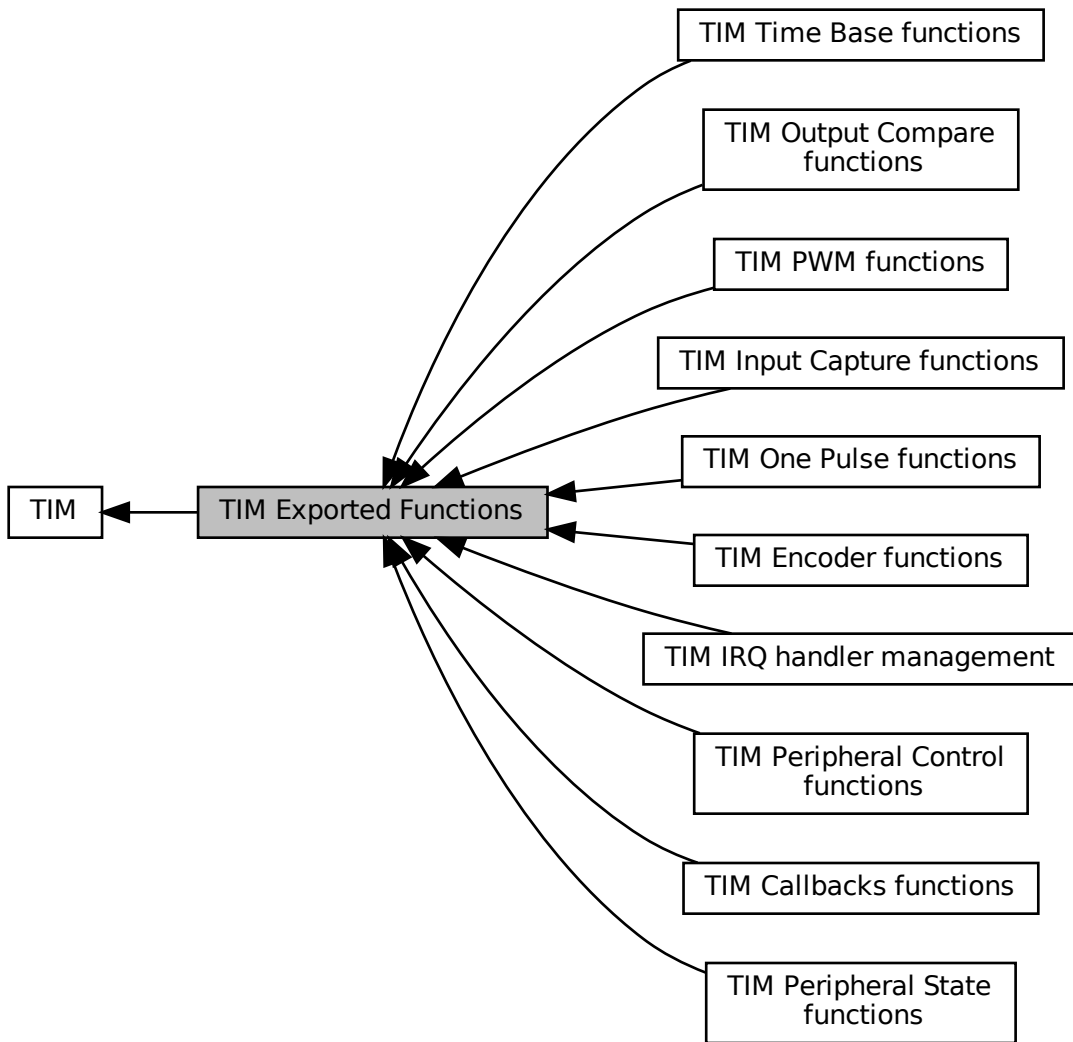 TIM Time Base functions
TIM Output Compare
functions
TIM PWM functions
TIM Input Capture functions
TIM One Pulse functions
TIM
TIM Exported Functions
TIM Encoder functions
TIM IRQ handler management
TIM Peripheral Control
functions
TIM Callbacks functions
TIM Peripheral State
functions